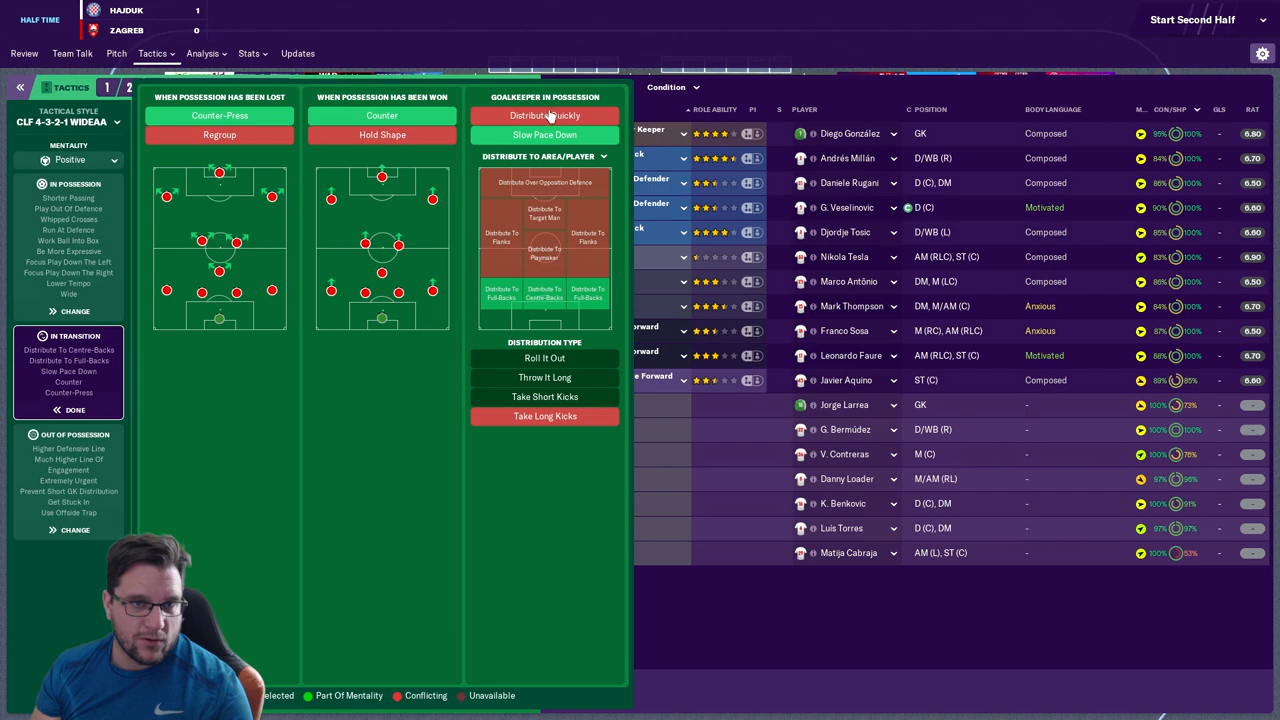 HALF TIME
HAJDUK 1
ZAGREB 0
Start Second Half
Review Team Talk Pitch Tactics Analysis Stats Updates
TACTICS 1 2
TACTICAL STYLE
CLF 4-3-2-1 WIDEAA
MENTALITY
Positive
IN POSSESSION
Shorter Passing
Play Out Of Defence
Whipped Crosses
Run At Defence
Work Ball Into Box
Be More Expressive
Focus Play Down The Left
Focus Play Down The Right
Lower Tempo
Wide
CHANGE
IN TRANSITION
Distribute To Centre-Backs
Distribute To Full-Backs
Slow Pace Down
Counter
Counter-Press
DONE
OUT OF POSSESSION
Higher Defensive Line
Much Higher Line Of
Engagement
Extremely Urgent
Prevent Short GK Distribution
Get Stuck In
Use Offside Trap
CHANGE
WHEN POSSESSION HAS BEEN LOST
Counter-Press
Regroup
WHEN POSSESSION HAS BEEN WON
Counter
Hold Shape
GOALKEEPER IN POSSESSION
Distribute Quickly
Slow Pace Down
DISTRIBUTE TO AREA/PLAYER
Distribute Over Opposition Defence
Distribute To
Target Man
Distribute To
Flanks
Distribute To
Playmaker
Distribute To
Flanks
Distribute To
Full-Backs
Distribute To
Centre-Backs
Distribute To
Full-Backs
DISTRIBUTION TYPE
Roll It Out
Throw It Long
Take Short Kicks
Take Long Kicks
elected Part Of Mentality Conflicting Unavailable
Condition
ROLE ABILITY PI S PLAYER C POSITION BODY LANGUAGE M... CON/SHP GLS RAT
r Keeper Diego González GK Composed 95% 100% - 6.80
ck Andrés Millán D/WB (R) Composed 84% 100% - 6.70
Defender Daniele Rugani D (C), DM Composed 86% 100% - 6.50
Defender G. Veselinovic C D (C) Motivated 90% 100% - 6.60
ck Djordje Tosic D/WB (L) Composed 85% 100% - 6.60
Nikola Tesla AM (RLC), ST (C) Composed 83% 100% - 6.60
Marco Antônio DM, M (LC) Composed 86% 100% - 6.50
Mark Thompson DM, M/AM (C) Anxious 84% 100% - 6.70
orward Franco Sosa M (RC), AM (RLC) Anxious 87% 100% - 6.50
orward Leonardo Faure AM (RLC), ST (C) Motivated 88% 100% - 6.70
e Forward Javier Aquino ST (C) Composed 89% 85% - 6.60
Jorge Larrea GK - 100% 73% - -
G. Bermúdez D/WB (R) - 100% 100% - -
V. Contreras M (C) - 100% 76% - -
Danny Loader M/AM (RL) - 97% 96% - -
K. Benkovic D (C), DM - 100% 91% - -
Luís Torres D (C), DM - 97% 97% - -
Matija Cabraja AM (L), ST (C) - 100% 53% - -